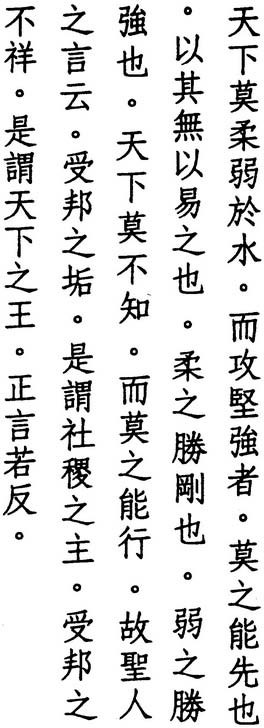 天下莫柔弱於水。而攻堅強者。莫之能先也
。以其無以易之也。柔之勝剛也。弱之勝
強也。天下莫不知。而莫之能行。故聖人
之言云。受邦之垢。是謂社稷之主。受邦之
不祥。是謂天下之王。正言若反。